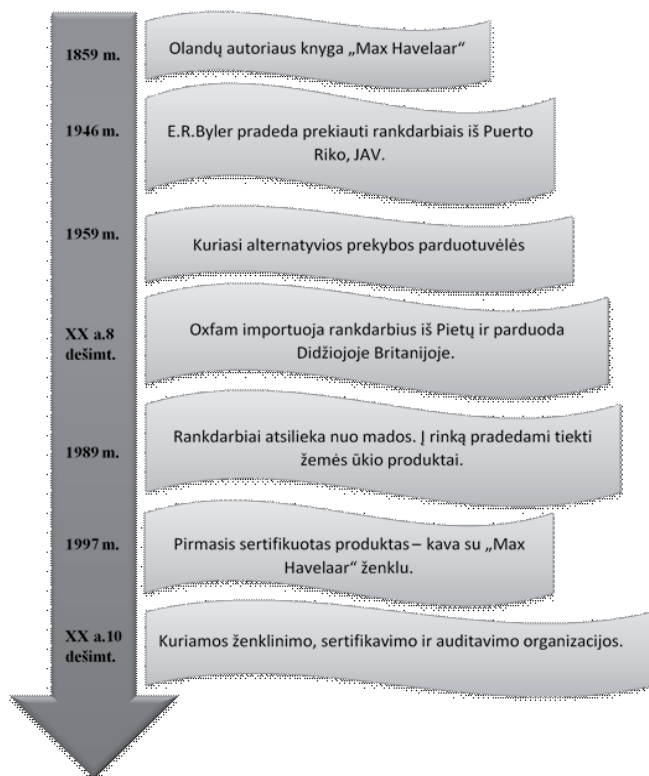 1859 m.
Olandų autoriaus knyga „Max Havelaar“
1946 m.
E.R.Byler pradeda prekiauti rankdarbiais iš Puerto
Riko, JAV.
1959 m.
Kuriasi alternatyvios prekybos parduotuvėlės
XX a.8
dešimt.
Oxfam importuoja rankdarbius iš Pietų ir parduoda
Didžiojoje Britanijoje.
1989 m.
Rankdarbiai atsilieka nuo mados. Į rinką pradedami tiekti
žemės ūkio produktai.
1997 m.
Pirmasis sertifikuotas produktas – kava su „Max
Havelaar“ ženklu.
XX a.10
dešimt.
Kuriamos ženklinimo, sertifikavimo ir auditavimo organizacijos.